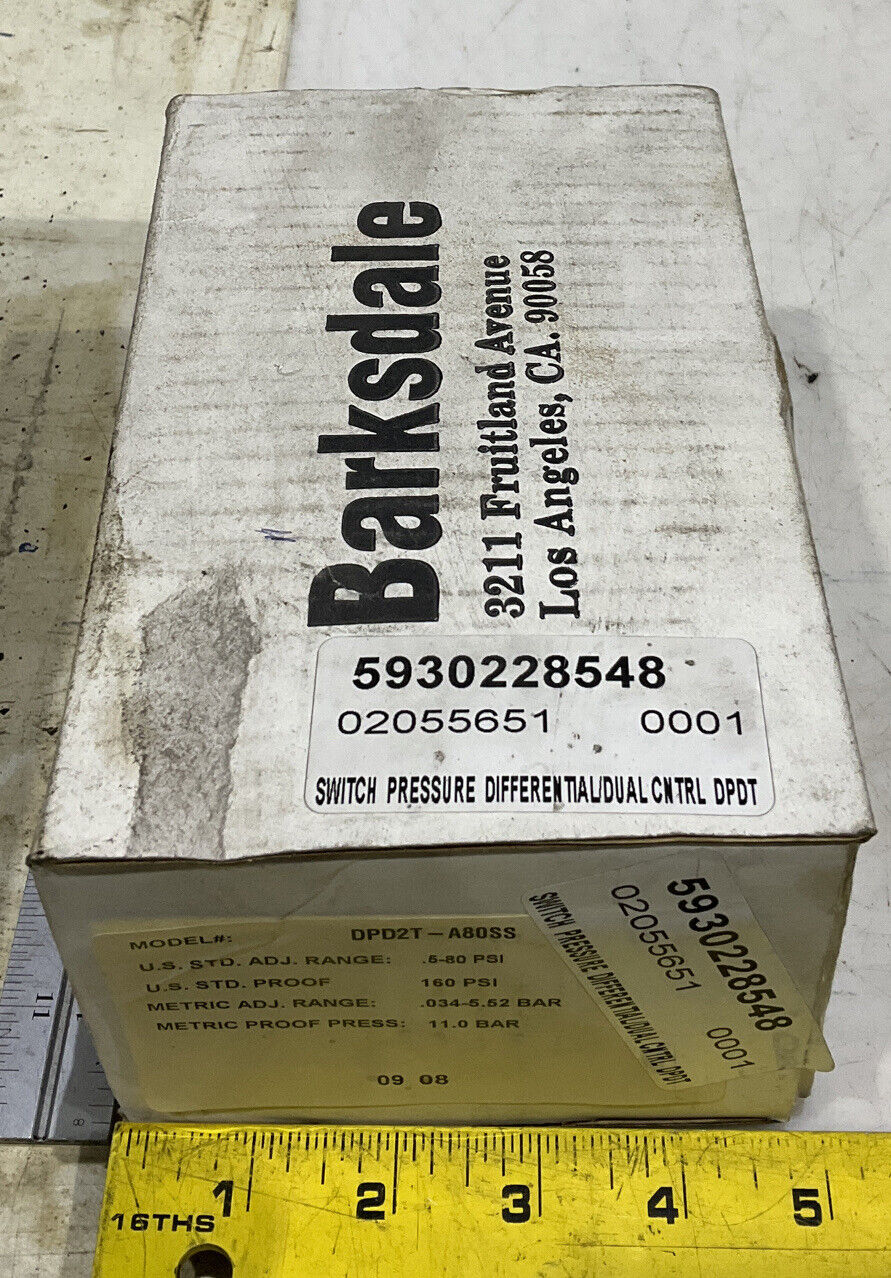 Barksdale
3211 Fruitland Avenue
Los Angeles, CA. 90058
5930228548
02055651 0001
SWITCH PRESSURE DIFFERENTIAL/DUAL CNTRL DPDT
MODEL#: DPD2T-A80SS
U.S. STD. ADJ. RANGE: .5-80 PSI
U.S. STD. PROOF 160 PSI
METRIC ADJ. RANGE: .034-5.52 BAR
METRIC PROOF PRESS: 11.0 BAR
09 08
5930228548
02055651 0001
SWITCH PRESSURE DIFFERENTIAL/DUAL CNTRL DPDT
11
8
1 2 3 4 5
16THS